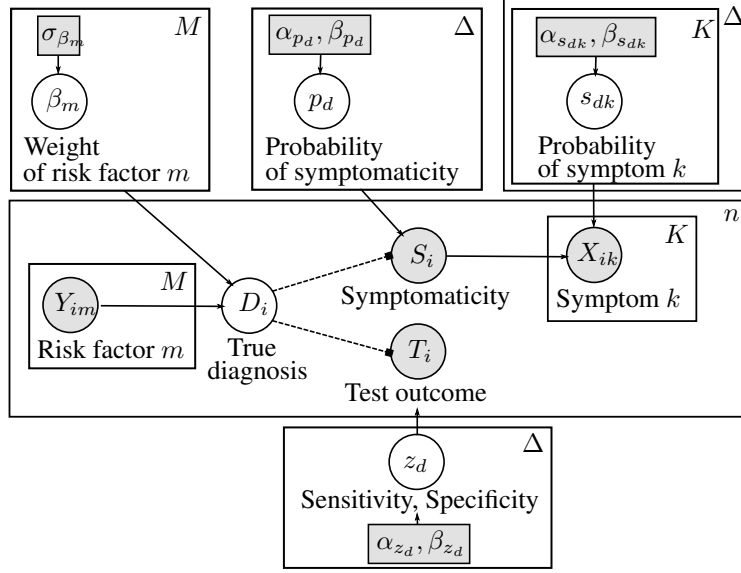 σ_{β_m}
M
β_m
Weight
of risk factor m
α_{p_d}, β_{p_d}
Δ
p_d
Probability
of symptomaticity
α_{s_{dk}}, β_{s_{dk}}
K
Δ
s_{dk}
Probability
of symptom k
n
M
Y_{im}
Risk factor m
D_i
True
diagnosis
S_i
Symptomaticity
K
X_{ik}
Symptom k
T_i
Test outcome
Δ
z_d
Sensitivity, Specificity
α_{z_d}, β_{z_d}